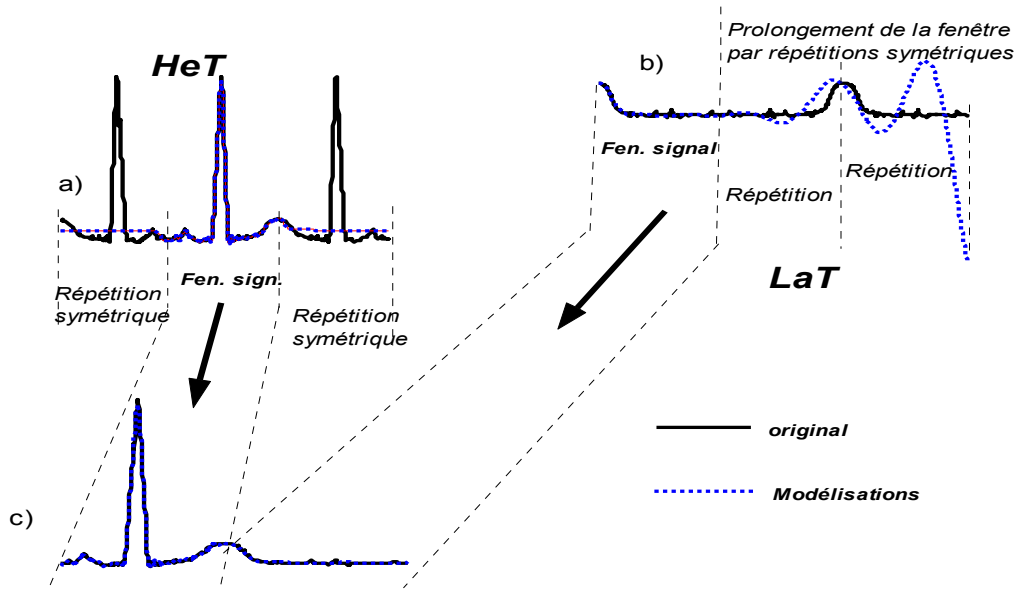 HeT
a)
Fen. sign.
Répétition
symétrique
Répétition
symétrique
Prolongement de la fenêtre
par répétitions symétriques
b)
Fen. signal
Répétition
Répétition
LaT
original
Modélisations
c)